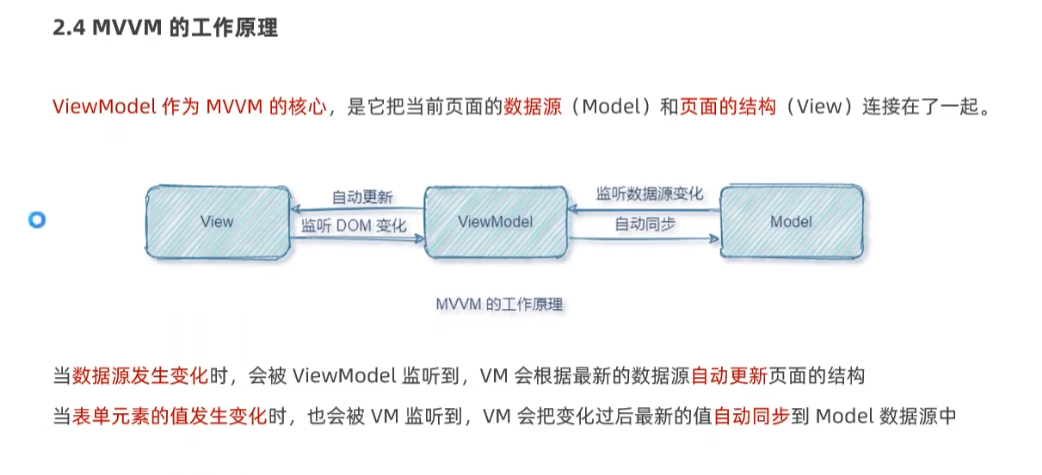 2.4 MVVM 的工作原理
ViewModel 作为 MVVM 的核心，是它把当前页面的数据源（Model）和页面的结构（View）连接在了一起。
自动更新
监听数据源变化
View
监听 DOM 变化
ViewModel
自动同步
Model
MVVM 的工作原理
当数据源发生变化时，会被 ViewModel 监听到，VM 会根据最新的数据源自动更新页面的结构
当表单元素的值发生变化时，也会被 VM 监听到，VM 会把变化过后最新的值自动同步到 Model 数据源中